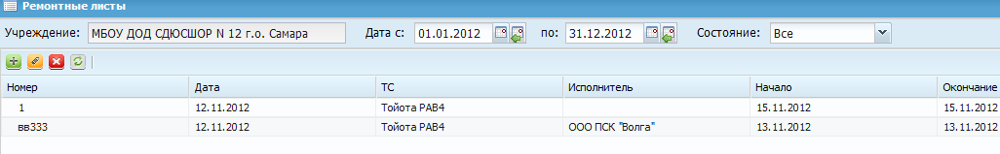 Ремонтные листы
Учреждение: МБОУ ДОД СДЮСШОР N 12 г.о. Самара Дата с: 01.01.2012 по: 31.12.2012 Состояние: Все
Номер Дата ТС Исполнитель Начало Окончание
1 12.11.2012 Тойота РАВ4 15.11.2012 15.11.2012
вв333 12.11.2012 Тойота РАВ4 ООО ПСК "Волга" 13.11.2012 13.11.2012